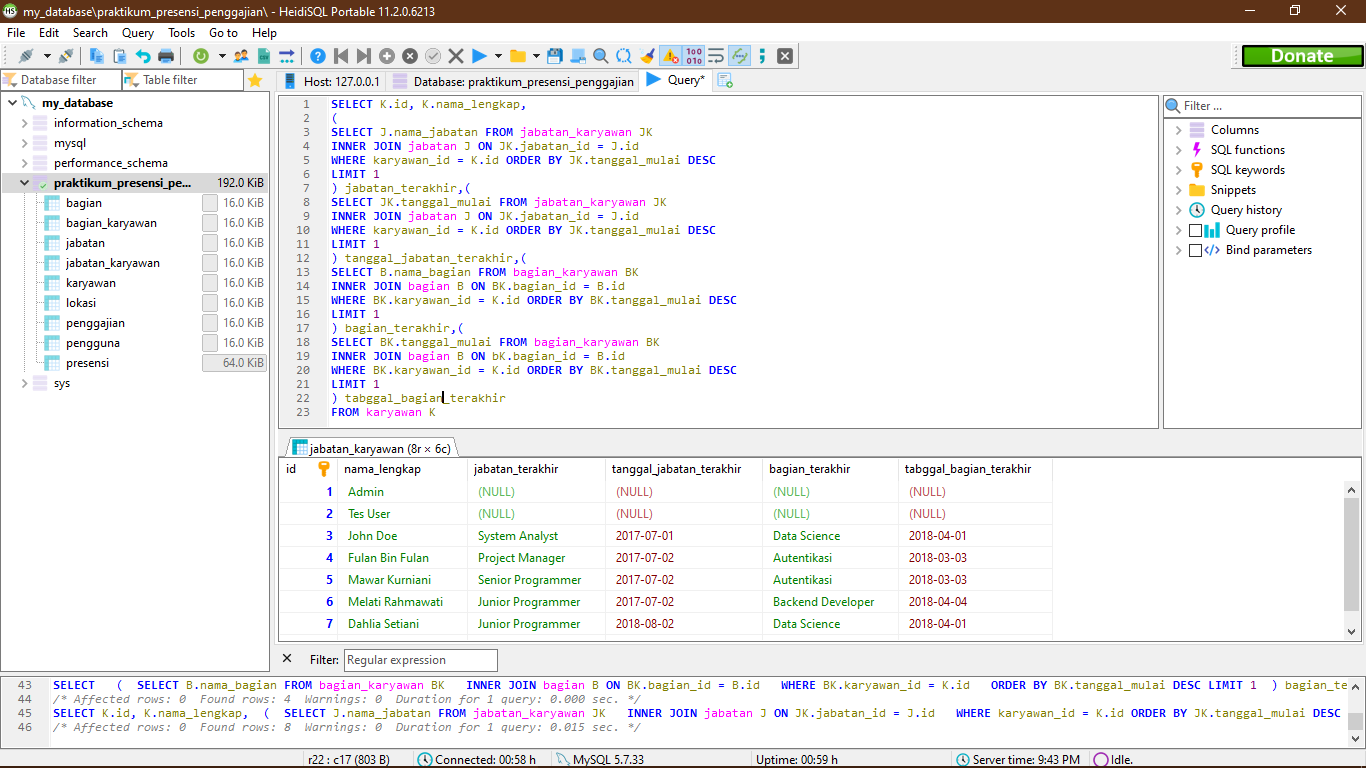 my_database\praktikum_presensi_penggajian\ - HeidiSQL Portable 11.2.0.6213
File Edit Search Query Tools Go to Help
Donate
Database filter Table filter
Host: 127.0.0.1 Database: praktikum_presensi_penggajian Query*
my_database
information_schema
mysql
performance_schema
praktikum_presensi_pe... 192.0 KiB
bagian 16.0 KiB
bagian_karyawan 16.0 KiB
jabatan 16.0 KiB
jabatan_karyawan 16.0 KiB
karyawan 16.0 KiB
lokasi 16.0 KiB
penggajian 16.0 KiB
pengguna 16.0 KiB
presensi 64.0 KiB
sys
1 SELECT K.id, K.nama_lengkap,
2 (
3 SELECT J.nama_jabatan FROM jabatan_karyawan JK
4 INNER JOIN jabatan J ON JK.jabatan_id = J.id
5 WHERE karyawan_id = K.id ORDER BY JK.tanggal_mulai DESC
6 LIMIT 1
7 ) jabatan_terakhir,(
8 SELECT JK.tanggal_mulai FROM jabatan_karyawan JK
9 INNER JOIN jabatan J ON JK.jabatan_id = J.id
10 WHERE karyawan_id = K.id ORDER BY JK.tanggal_mulai DESC
11 LIMIT 1
12 ) tanggal_jabatan_terakhir,(
13 SELECT B.nama_bagian FROM bagian_karyawan BK
14 INNER JOIN bagian B ON BK.bagian_id = B.id
15 WHERE BK.karyawan_id = K.id ORDER BY BK.tanggal_mulai DESC
16 LIMIT 1
17 ) bagian_terakhir,(
18 SELECT BK.tanggal_mulai FROM bagian_karyawan BK
19 INNER JOIN bagian B ON bK.bagian_id = B.id
20 WHERE BK.karyawan_id = K.id ORDER BY BK.tanggal_mulai DESC
21 LIMIT 1
22 ) tabggal_bagian_terakhir
23 FROM karyawan K
Filter ...
Columns
SQL functions
SQL keywords
Snippets
Query history
Query profile
Bind parameters
jabatan_karyawan (8r × 6c)
id nama_lengkap jabatan_terakhir tanggal_jabatan_terakhir bagian_terakhir tabggal_bagian_terakhir
1 Admin (NULL) (NULL) (NULL) (NULL)
2 Tes User (NULL) (NULL) (NULL) (NULL)
3 John Doe System Analyst 2017-07-01 Data Science 2018-04-01
4 Fulan Bin Fulan Project Manager 2017-07-02 Autentikasi 2018-03-03
5 Mawar Kurniani Senior Programmer 2017-07-02 Autentikasi 2018-03-03
6 Melati Rahmawati Junior Programmer 2017-07-02 Backend Developer 2018-04-04
7 Dahlia Setiani Junior Programmer 2018-08-02 Data Science 2018-04-01
Filter: Regular expression
43 SELECT ( SELECT B.nama_bagian FROM bagian_karyawan BK INNER JOIN bagian B ON BK.bagian_id = B.id WHERE BK.karyawan_id = K.id ORDER BY BK.tanggal_mulai DESC LIMIT 1 ) bagian_te
44 /* Affected rows: 0 Found rows: 4 Warnings: 0 Duration for 1 query: 0.000 sec. */
45 SELECT K.id, K.nama_lengkap, ( SELECT J.nama_jabatan FROM jabatan_karyawan JK INNER JOIN jabatan J ON JK.jabatan_id = J.id WHERE karyawan_id = K.id ORDER BY JK.tanggal_mulai DESC
46 /* Affected rows: 0 Found rows: 8 Warnings: 0 Duration for 1 query: 0.015 sec. */
r22 : c17 (803 B) Connected: 00:58 h MySQL 5.7.33 Uptime: 00:59 h Server time: 9:43 PM Idle.